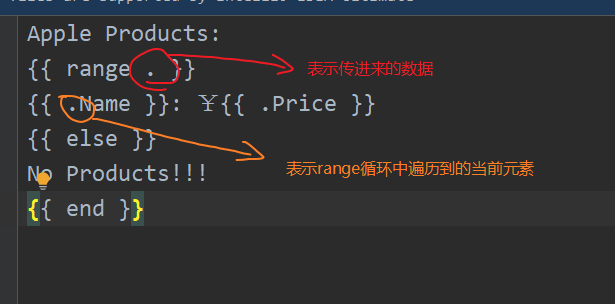 Apple Products:
{{ range . }}
表示传进来的数据
{{ .Name }}: ￥{{ .Price }}
{{ else }}
表示range循环中遍历到的当前元素
No Products!!!
{{ end }}